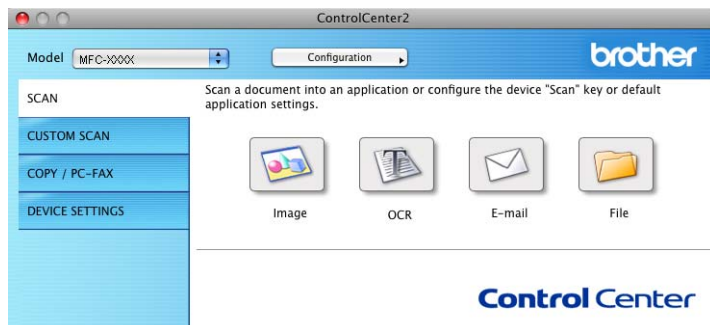 ControlCenter2
Model MFC-XXXX Configuration brother
SCAN
CUSTOM SCAN
COPY / PC-FAX
DEVICE SETTINGS
Scan a document into an application or configure the device "Scan" key or default
application settings.
Image OCR E-mail File
Control Center